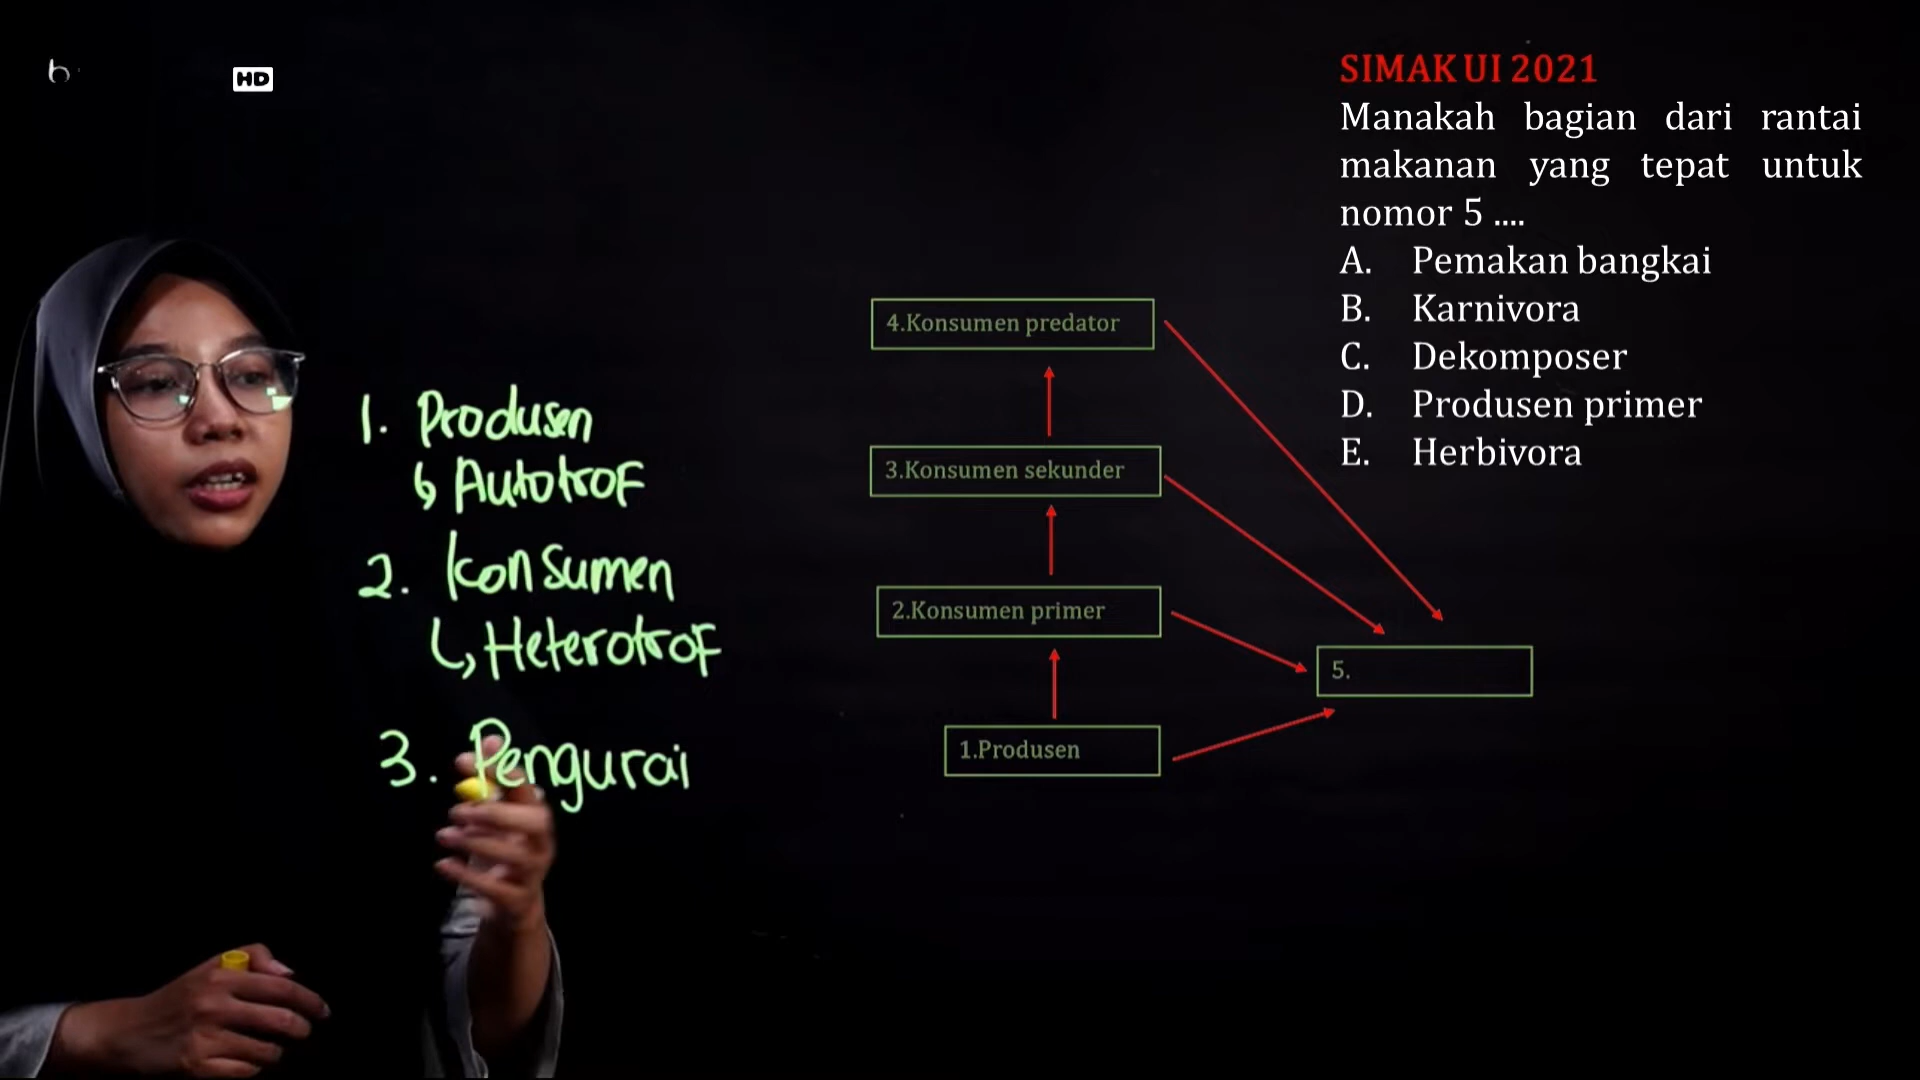 HD
SIMAK UI 2021
Manakah bagian dari rantai
makanan yang tepat untuk
nomor 5 ....
A. Pemakan bangkai
B. Karnivora
C. Dekomposer
D. Produsen primer
E. Herbivora
1. Produsen
↳ Autotrof
2. Konsumen
↳ Heterotrof
3. Pengurai
4.Konsumen predator
3.Konsumen sekunder
2.Konsumen primer
1.Produsen
5.